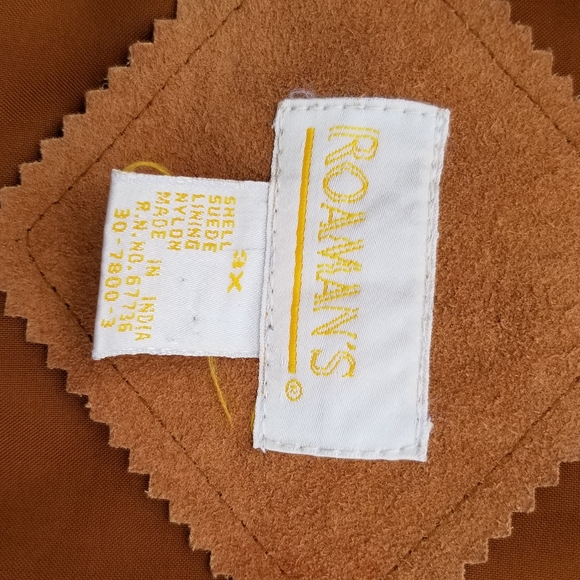 ROAMAN'S
®
3X
SHELL
SUEDE
LINING
NYLON
MADE IN INDIA
R.N.NO.67736
30-7800-3